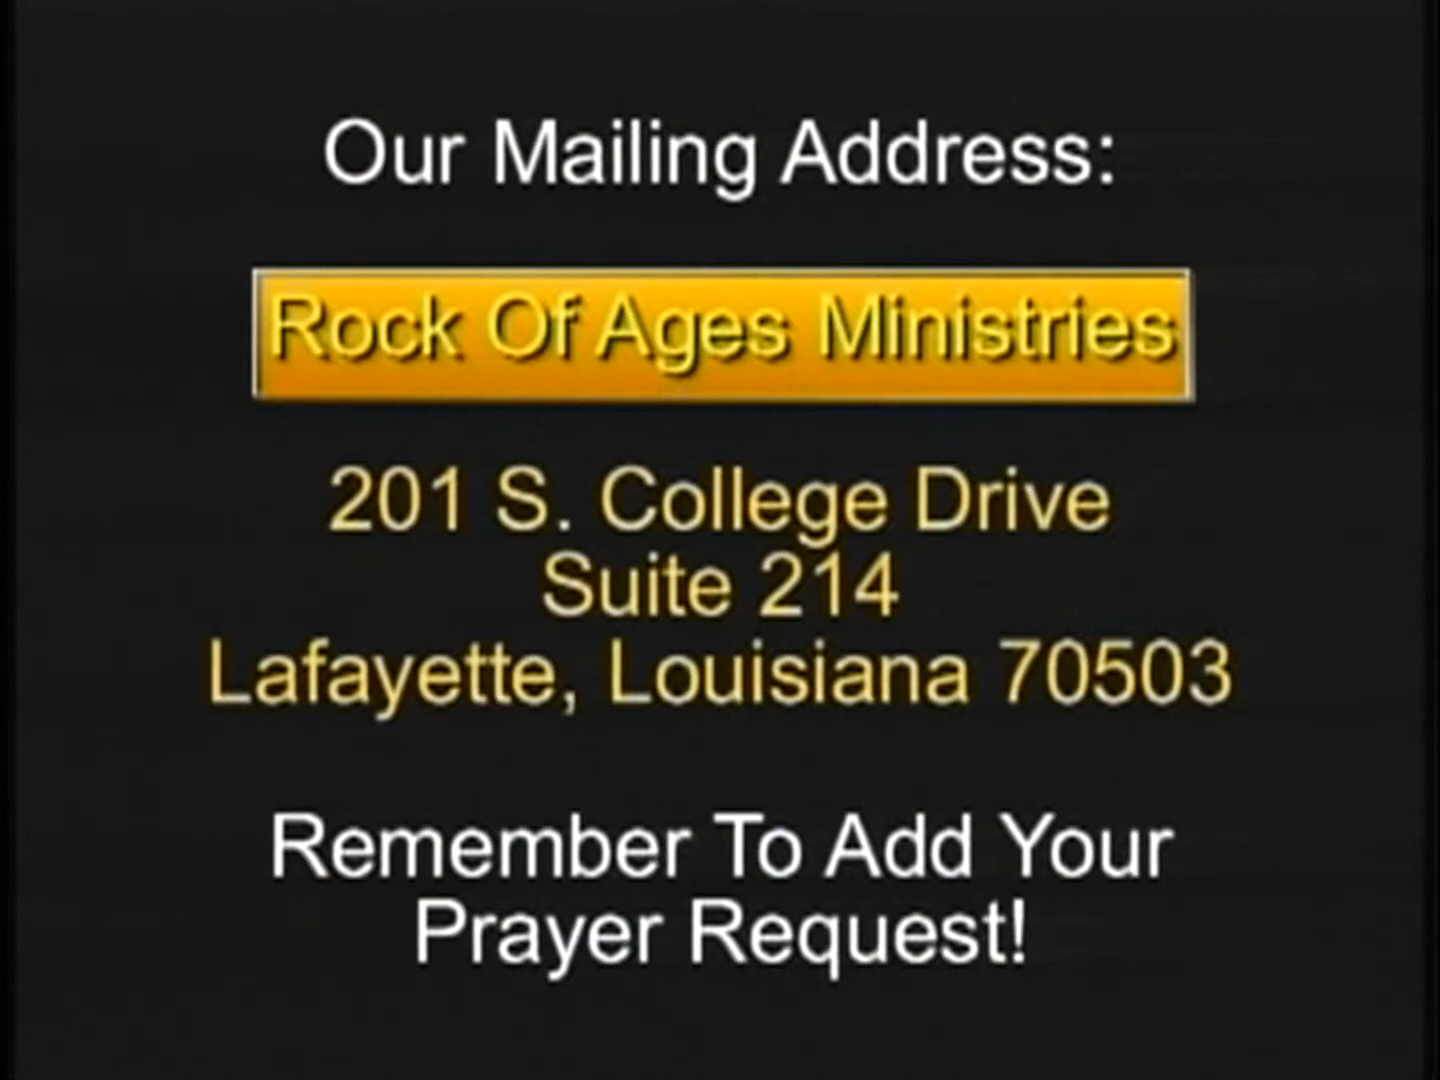 Our Mailing Address:
Rock Of Ages Ministries
201 S. College Drive
Suite 214
Lafayette, Louisiana 70503
Remember To Add Your
Prayer Request!